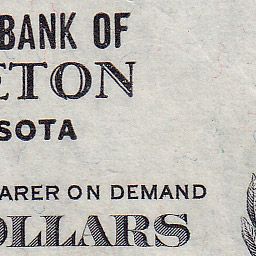 BANK OF
ETON
SOTA
ARER ON DEMAND
OLLARS